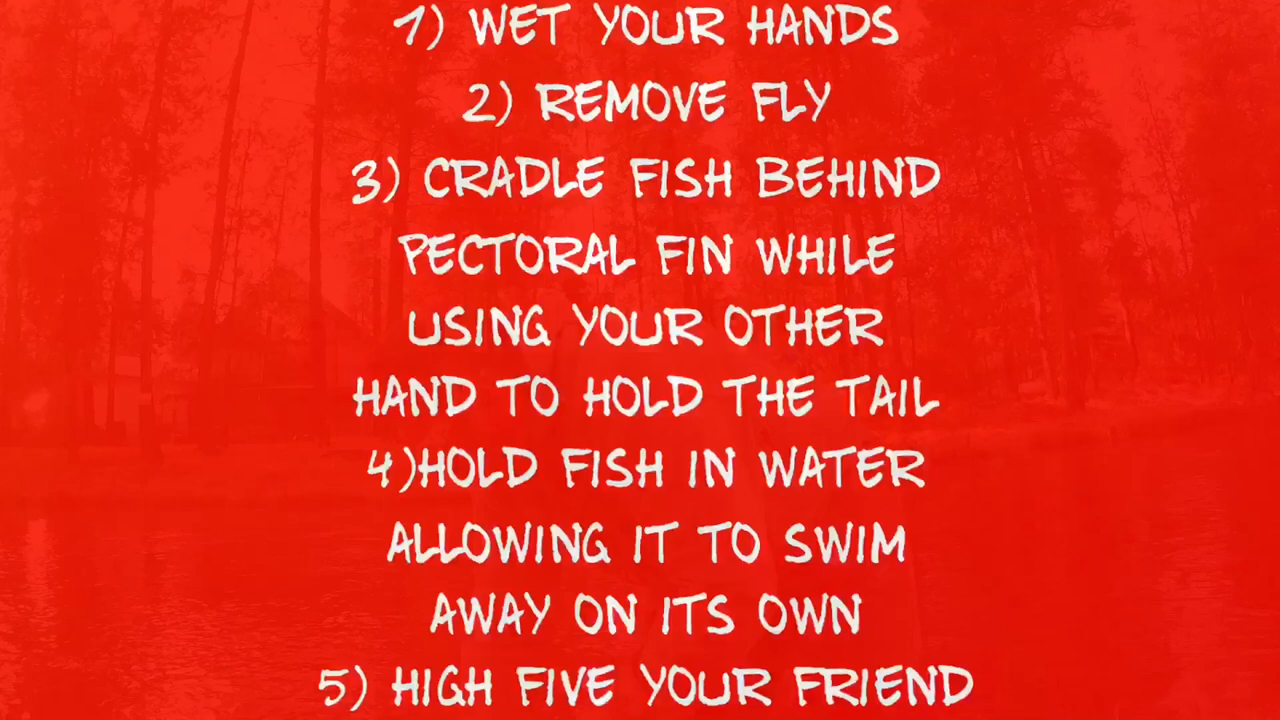 1) WET YOUR HANDS
2) REMOVE FLY
3) CRADLE FISH BEHIND
PECTORAL FIN WHILE
USING YOUR OTHER
HAND TO HOLD THE TAIL
4)HOLD FISH IN WATER
ALLOWING IT TO SWIM
AWAY ON ITS OWN
5) HIGH FIVE YOUR FRIEND